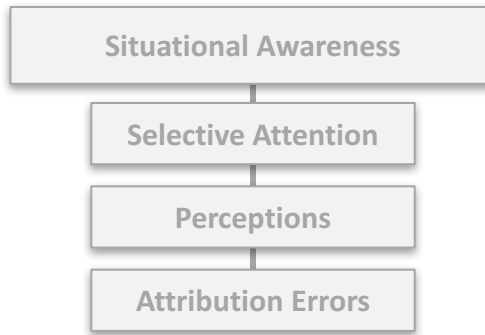 Situational Awareness
Selective Attention
Perceptions
Attribution Errors